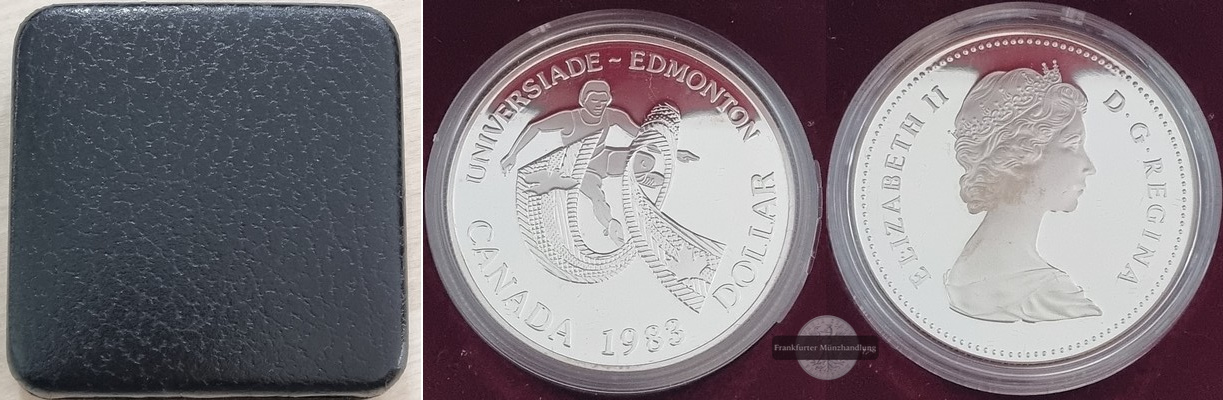 UNIVERSIADE ~ EDMONTON
CANADA 1983 DOLLAR
ELIZABETH II D.G·REGINA
Frankfurter Münzhandlung